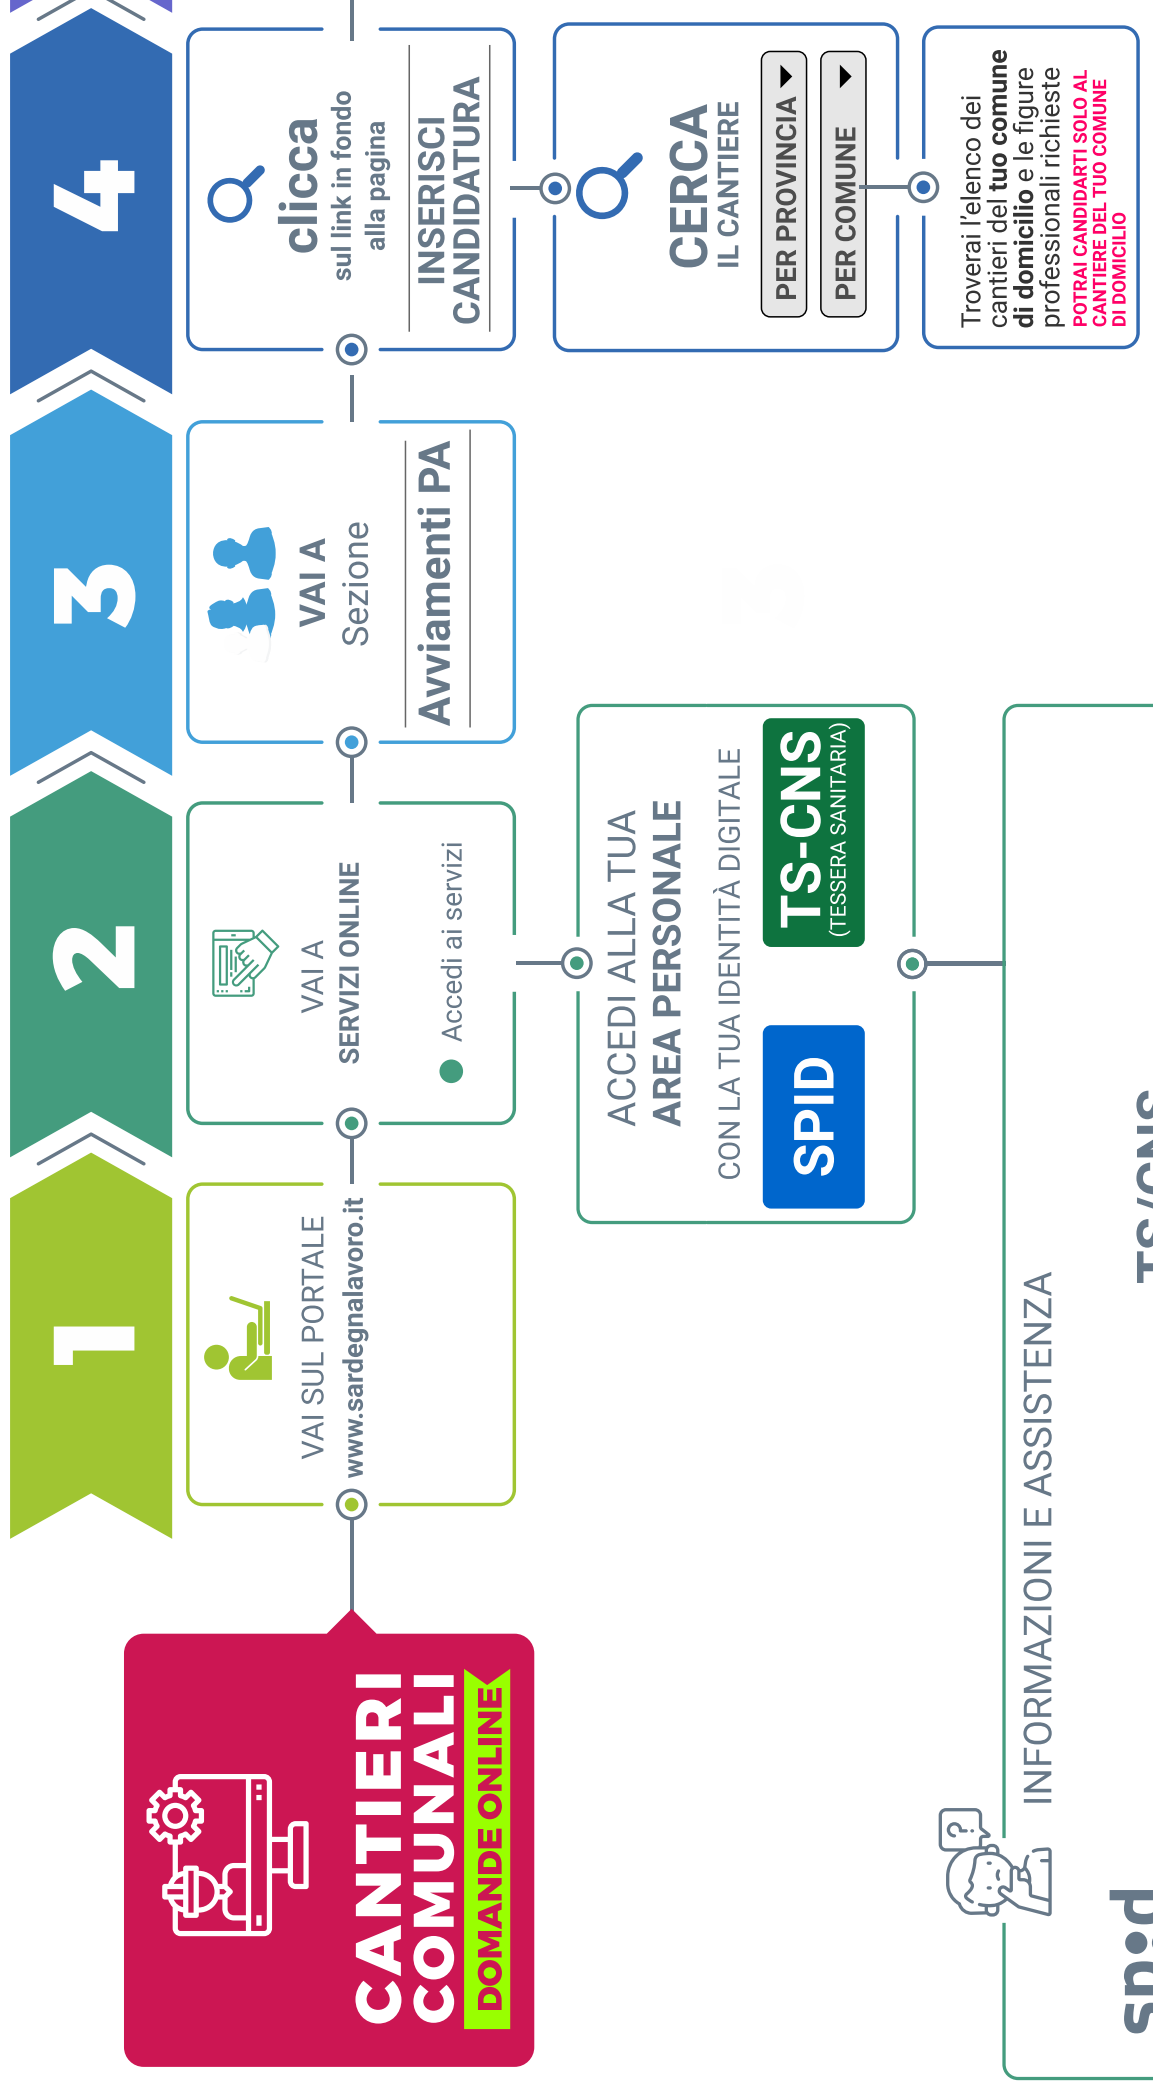 CANTIERI
COMUNALI
DOMANDE ONLINE
1
VAI SUL PORTALE
www.sardegnalavoro.it
2
VAI A
SERVIZI ONLINE
Accedi ai servizi
ACCEDI ALLA TUA
AREA PERSONALE
CON LA TUA IDENTITÀ DIGITALE
SPID
TS-CNS
(TESSERA SANITARIA)
INFORMAZIONI E ASSISTENZA
?
sp:d
TS/CNS
3
VAI A
Sezione
Avviamenti PA
4
clicca
sul link in fondo
alla pagina
INSERISCI
CANDIDATURA
CERCA
IL CANTIERE
PER PROVINCIA
PER COMUNE
Troverai l'elenco dei
cantieri del tuo comune
di domicilio e le figure
professionali richieste
POTRAI CANDIDARTI SOLO AL
CANTIERE DEL TUO COMUNE
DI DOMICILIO